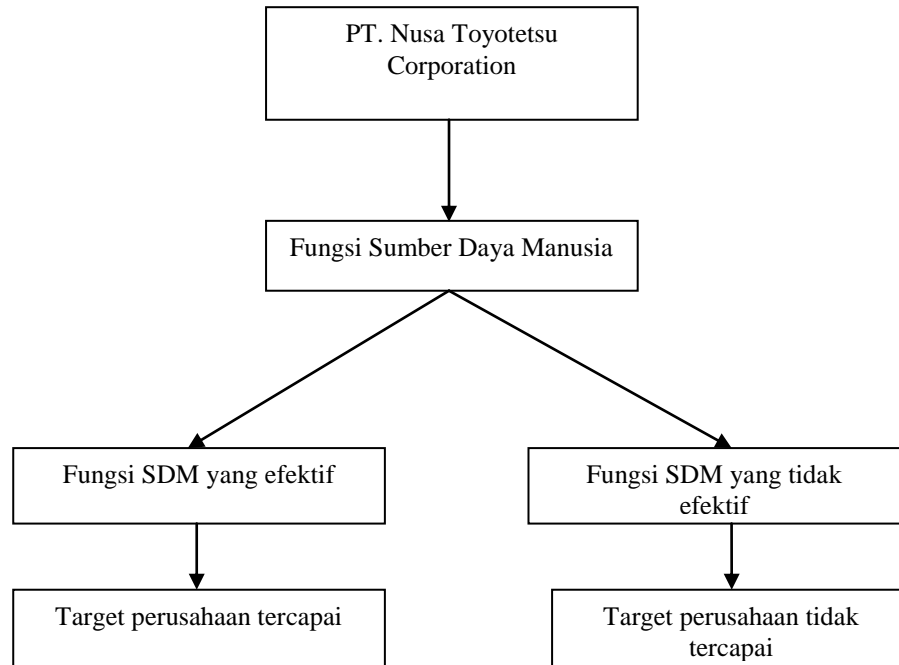 PT. Nusa Toyotetsu
Corporation
Fungsi Sumber Daya Manusia
Fungsi SDM yang efektif
Fungsi SDM yang tidak
efektif
Target perusahaan tercapai
Target perusahaan tidak
tercapai